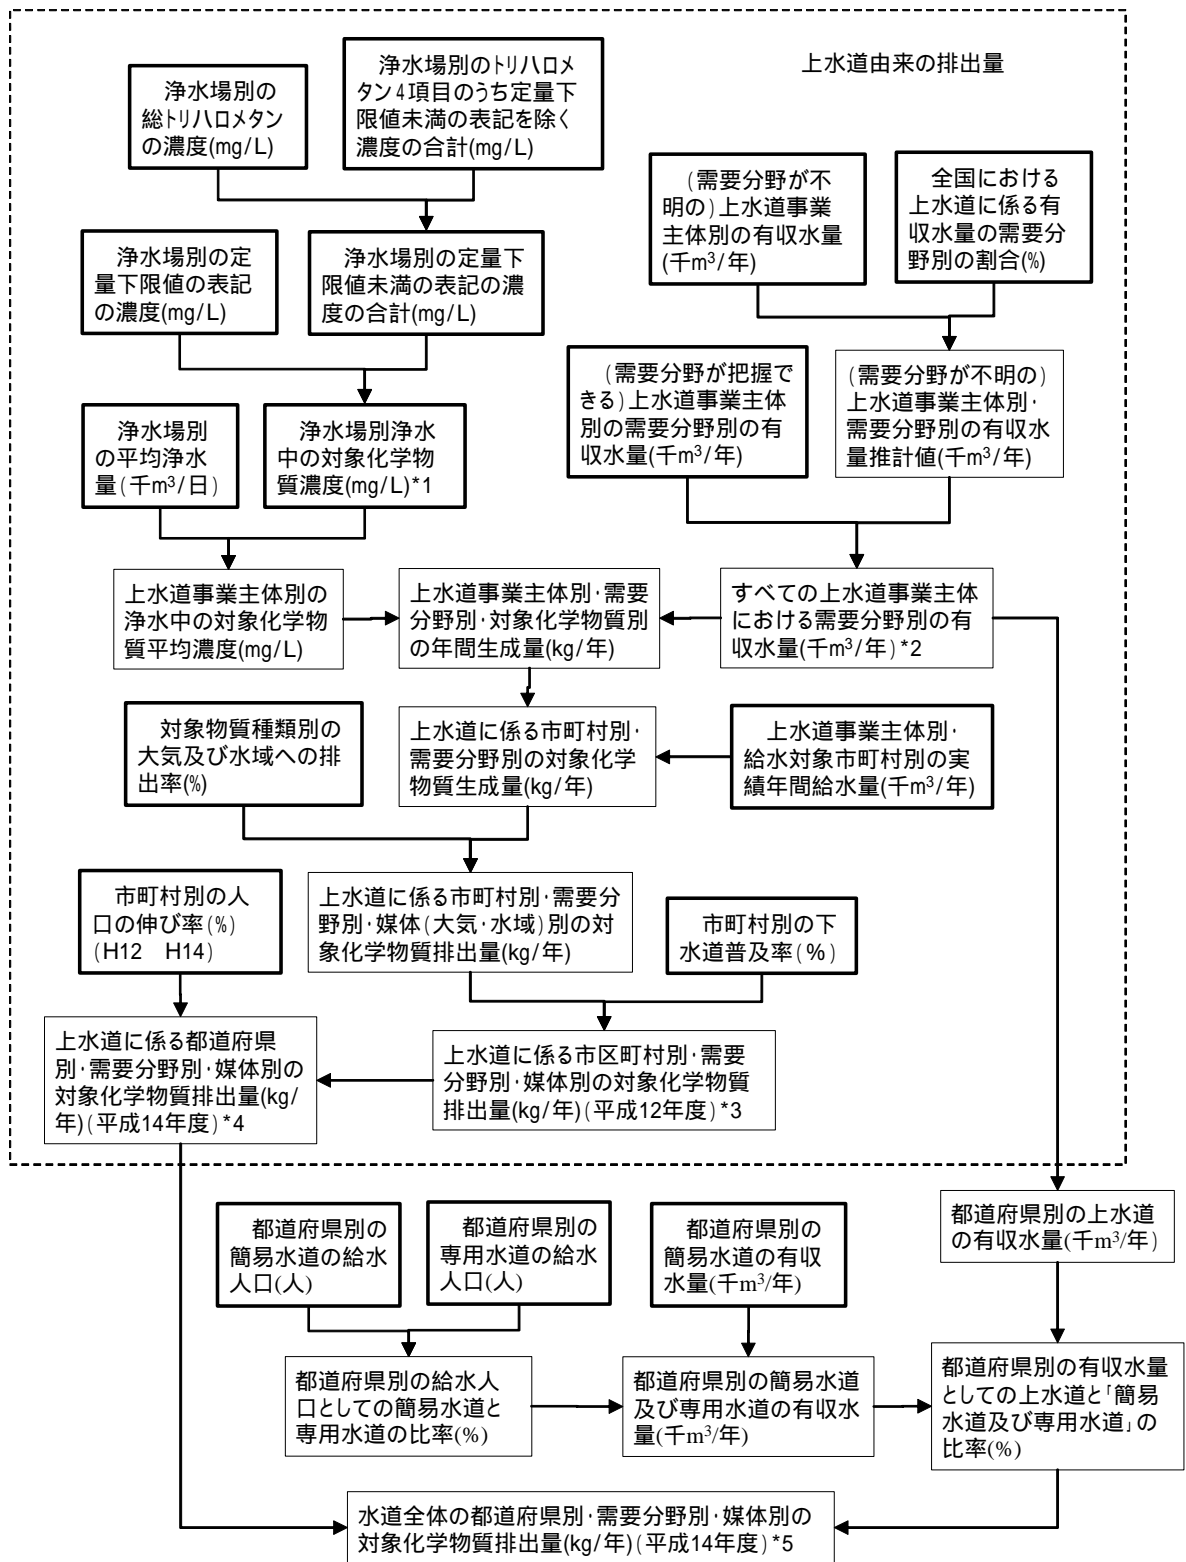 上水道由来の排出量
浄水場別の
総トリハロメタン
の濃度(mg/L)
浄水場別のトリハロメ
タン4項目のうち定量下
限値未満の表記を除く
濃度の合計(mg/L)
(需要分野が不
明の)上水道事業
主体別の有収水量
(千m³/年)
全国における
上水道に係る有
収水量の需要分
野別の割合(%)
浄水場別の定
量下限値の表記
の濃度(mg/L)
浄水場別の定量下
限値未満の表記の濃
度の合計(mg/L)
(需要分野が把握で
きる)上水道事業主体
別の需要分野別の有
収水量(千m³/年)
(需要分野が不明の)
上水道事業主体別・
需要分野別の有収水
量推計値(千m³/年)
浄水場別
の平均浄水
量(千m³/日)
浄水場別浄水
中の対象化学物
質濃度(mg/L)*1
上水道事業主体別の
浄水中の対象化学物
質平均濃度(mg/L)
上水道事業主体別・需要
分野別・対象化学物質別
の年間生成量(kg/年)
すべての上水道事業主体
における需要分野別の有
収水量(千m³/年)*2
対象物質種類別の
大気及び水域への排
出率(%)
上水道に係る市町村別・
需要分野別の対象化学
物質生成量(kg/年)
上水道事業主体別・
給水対象市町村別の実
績年間給水量(千m³/年)
市町村別の人
口の伸び率(%)
(H12 H14)
上水道に係る市町村別・需要分
野別・媒体(大気・水域)別の対
象化学物質排出量(kg/年)
市町村別の下
水道普及率(%)
上水道に係る都道府県
別・需要分野別・媒体別の
対象化学物質排出量(kg/
年)(平成14年度)*4
上水道に係る市区町村別・需要
分野別・媒体別の対象化学物質
排出量(kg/年)(平成12年度)*3
都道府県別の
簡易水道の給水
人口(人)
都道府県別の
専用水道の給水
人口(人)
都道府県別の
簡易水道の有収
水量(千m³/年)
都道府県別の上水道
の有収水量(千m³/年)
都道府県別の給水人
口としての簡易水道と
専用水道の比率(%)
都道府県別の簡易水道
及び専用水道の有収水
量(千m³/年)
都道府県別の有収水量
としての上水道と「簡易
水道及び専用水道」の
比率(%)
水道全体の都道府県別・需要分野別・媒体別の
対象化学物質排出量(kg/年)(平成14年度)*5